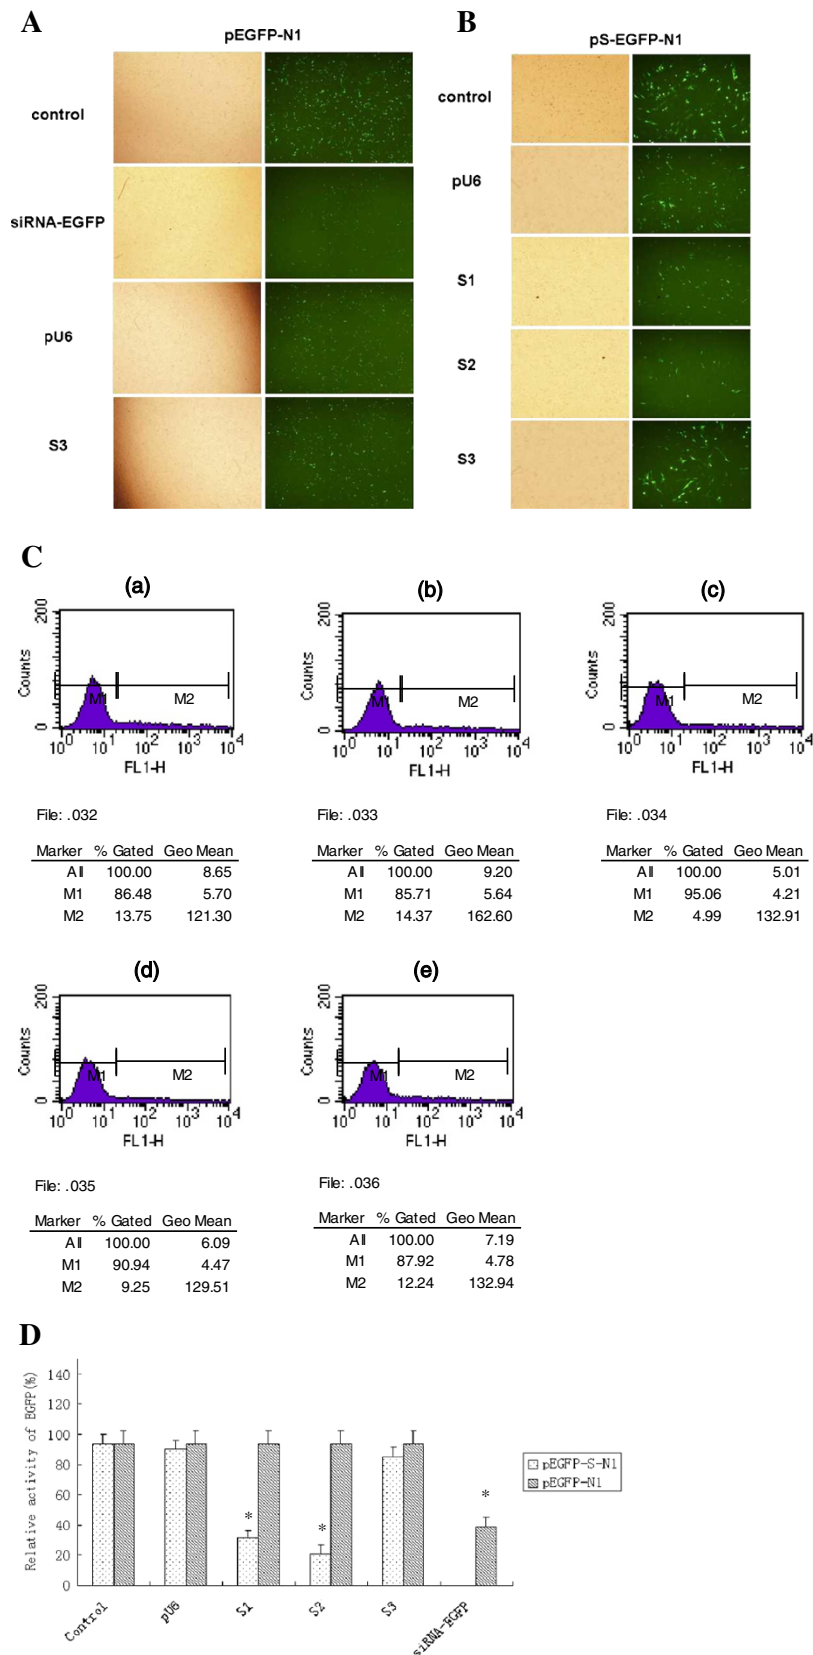 A
B
pEGFP-N1
pS-EGFP-N1
control
siRNA-EGFP
pU6
S3
control
pU6
S1
S2
S3
C
(a)
(b)
(c)
200
Counts
0
M1
M2
10^0 10^1 10^2 10^3 10^4
FL1-H
200
Counts
0
M1
M2
10^0 10^1 10^2 10^3 10^4
FL1-H
200
Counts
0
M1
M2
10^0 10^1 10^2 10^3 10^4
FL1-H
File: .032
Marker % Gated Geo Mean
All 100.00 8.65
M1 86.48 5.70
M2 13.75 121.30
File: .033
Marker % Gated Geo Mean
All 100.00 9.20
M1 85.71 5.64
M2 14.37 162.60
File: .034
Marker % Gated Geo Mean
All 100.00 5.01
M1 95.06 4.21
M2 4.99 132.91
(d)
(e)
200
Counts
0
M1
M2
10^0 10^1 10^2 10^3 10^4
FL1-H
200
Counts
0
M1
M2
10^0 10^1 10^2 10^3 10^4
FL1-H
File: .035
Marker % Gated Geo Mean
All 100.00 6.09
M1 90.94 4.47
M2 9.25 129.51
File: .036
Marker % Gated Geo Mean
All 100.00 7.19
M1 87.92 4.78
M2 12.24 132.94
D
Relative activity of EGFP(%)
140
120
100
80
60
40
20
0
*
*
*
Control
pU6
S1
S2
S3
siRNA-EGFP
pEGFP-S-N1
pEGFP-N1